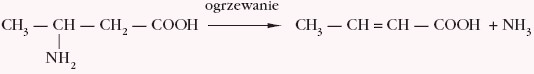 ogrzewanie
CH₃ — CH — CH₂ — COOH ⟶ CH₃ — CH = CH — COOH + NH₃
|
NH₂